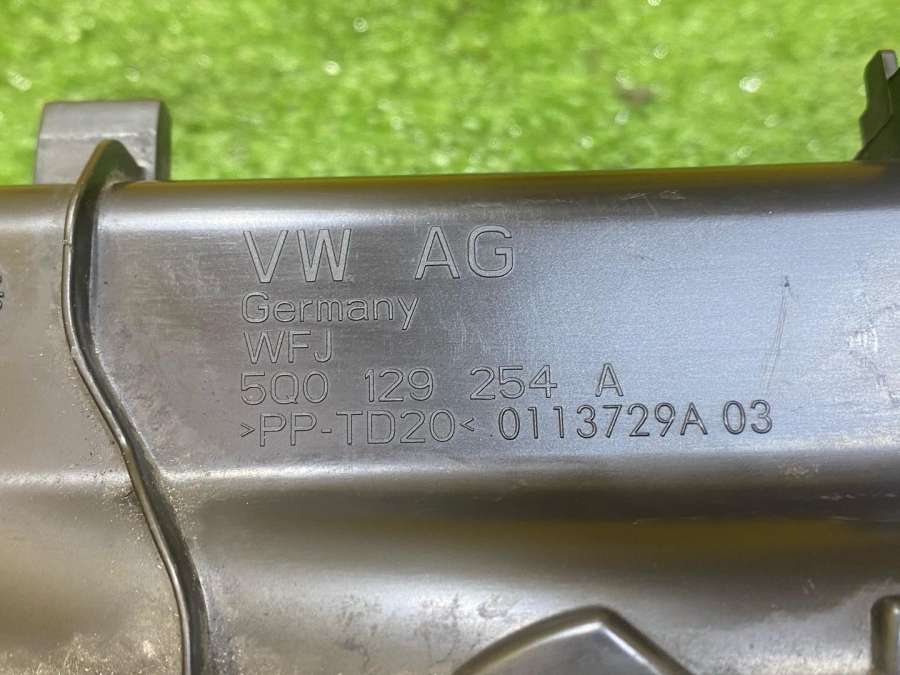 VW AG
Germany
WFJ
5Q0 129 254 A
>PP-TD20< 0113729A 03